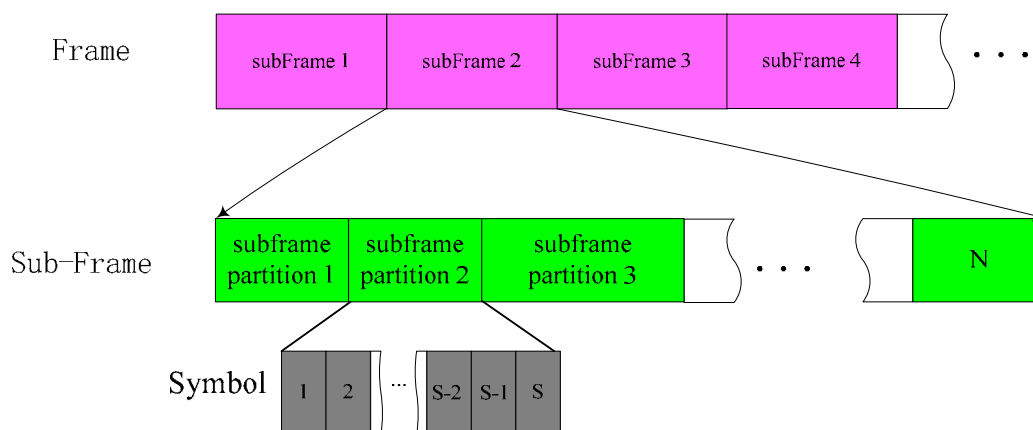 Frame
subFrame 1
subFrame 2
subFrame 3
subFrame 4
. . .
Sub-Frame
subframe
partition 1
subframe
partition 2
subframe
partition 3
. . .
N
Symbol
1
2
...
S-2
S-1
S